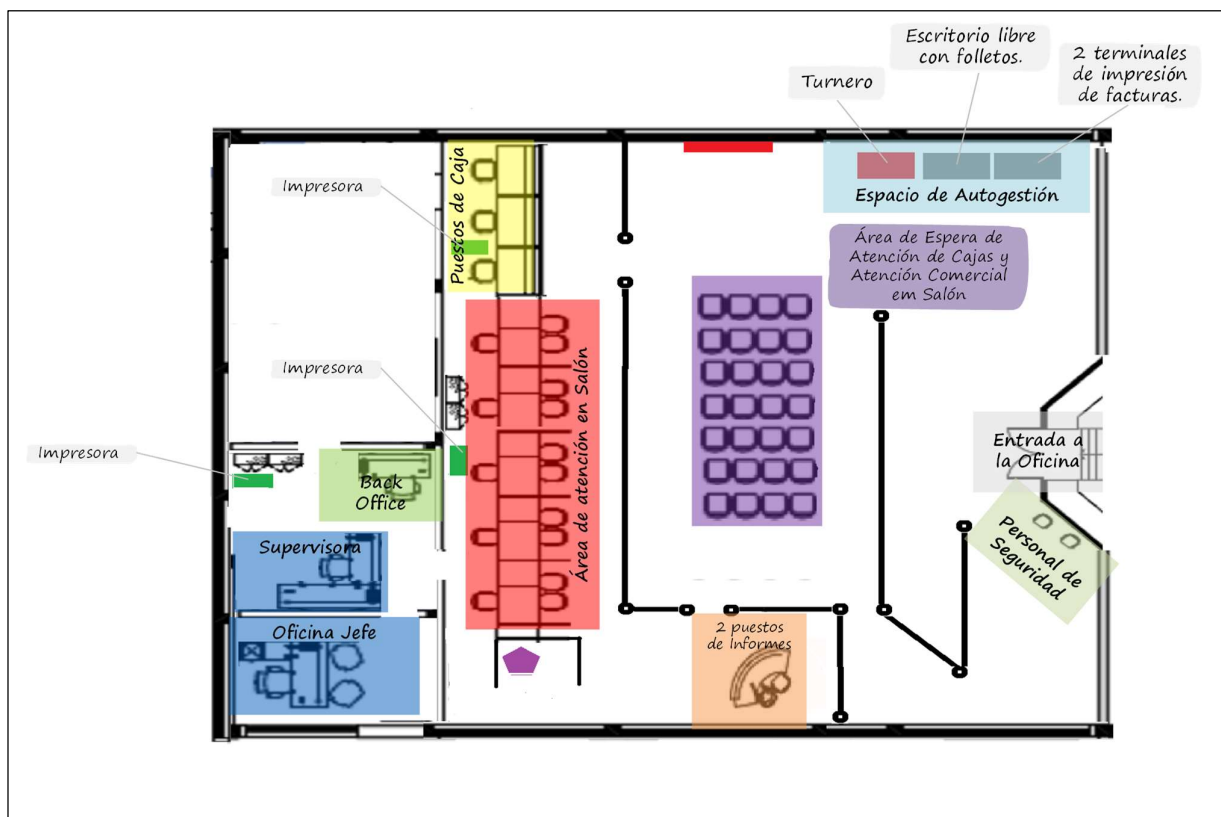 Escritorio libre
con folletos.
2 terminales
de impresión
de facturas.
Turnero
Espacio de Autogestión
Impresora
Puestos de Caja
Área de Espera de
Atención de Cajas y
Atención Comercial
em Salón
Impresora
Área de atención en Salón
Impresora
Entrada a
la Oficina
Back
Office
Personal de
Seguridad
Supervisora
Oficina Jefe
2 puestos
de Informes